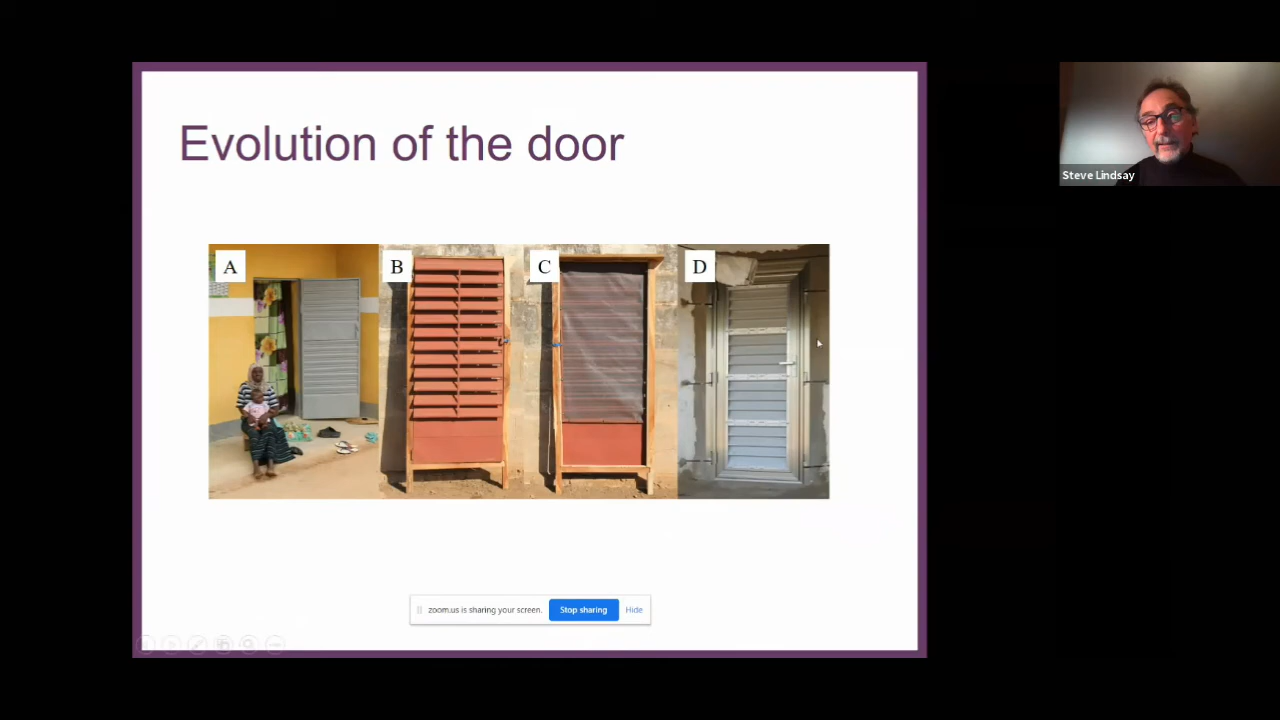 Evolution of the door
A
B
C
D
Steve Lindsay
zoom.us is sharing your screen.
Stop sharing
Hide